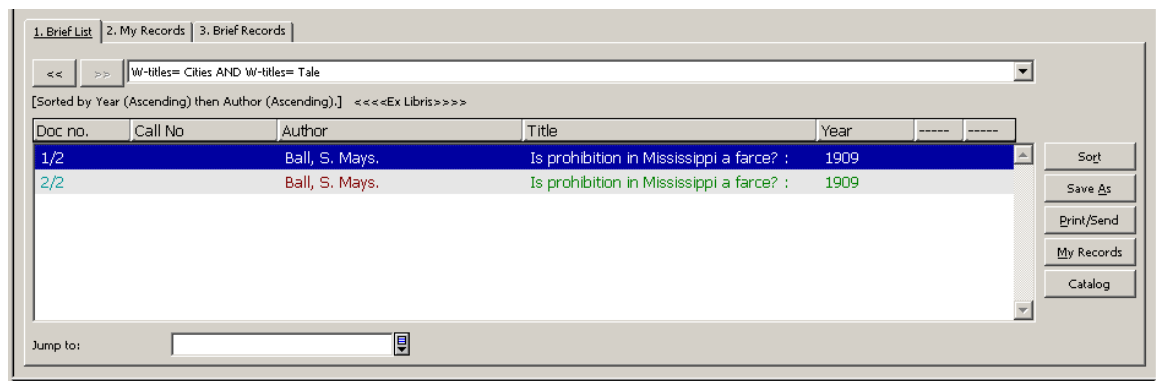 1. Brief List 2. My Records 3. Brief Records
<< >> W-titles= Cities AND W-titles= Tale
[Sorted by Year (Ascending) then Author (Ascending).] <<<<Ex Libris>>>>
Doc no. Call No Author Title Year ----- -----
1/2 Ball, S. Mays. Is prohibition in Mississippi a farce? : 1909
Sort
2/2 Ball, S. Mays. Is prohibition in Mississippi a farce? : 1909
Save As
Print/Send
My Records
Catalog
Jump to: